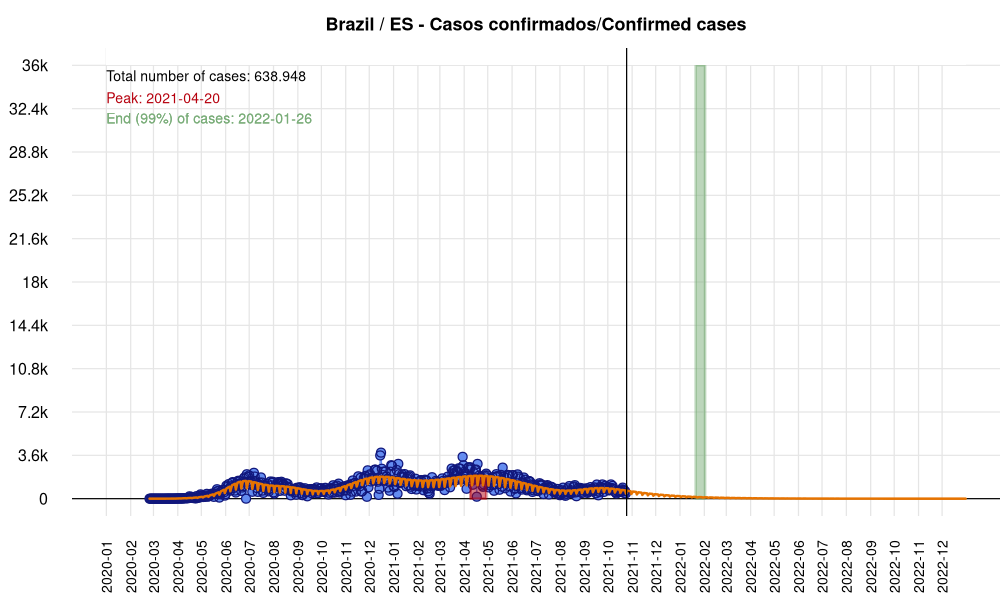 Brazil / ES - Casos confirmados/Confirmed cases
Total number of cases: 638.948
Peak: 2021-04-20
End (99%) of cases: 2022-01-26
36k
32.4k
28.8k
25.2k
21.6k
18k
14.4k
10.8k
7.2k
3.6k
0
2020-01
2020-02
2020-03
2020-04
2020-05
2020-06
2020-07
2020-08
2020-09
2020-10
2020-11
2020-12
2021-01
2021-02
2021-03
2021-04
2021-05
2021-06
2021-07
2021-08
2021-09
2021-10
2021-11
2021-12
2022-01
2022-02
2022-03
2022-04
2022-05
2022-06
2022-07
2022-08
2022-09
2022-10
2022-11
2022-12